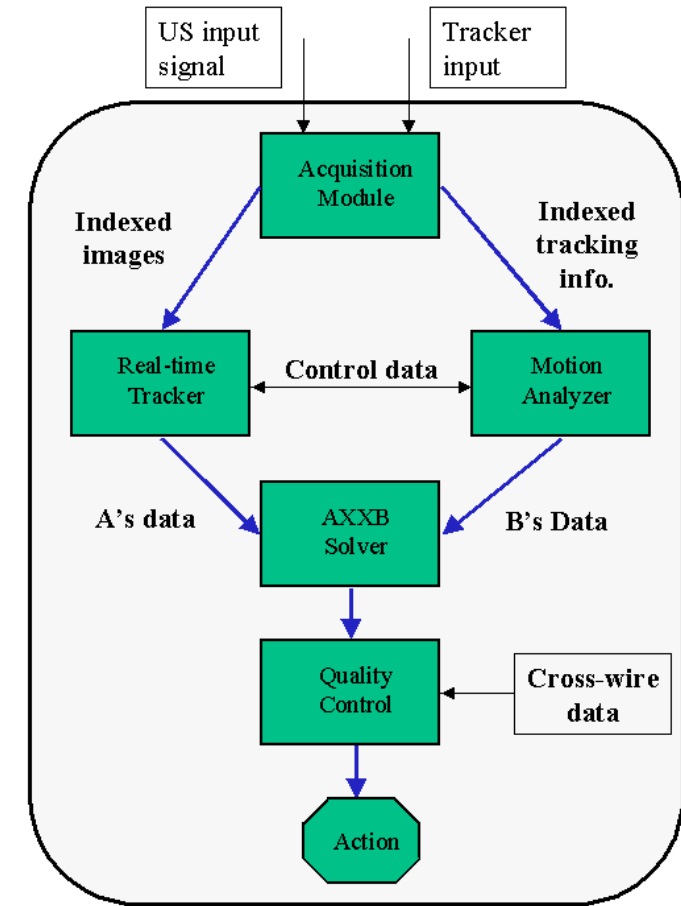 US input
signal
Tracker
input
Acquisition
Module
Indexed
images
Indexed
tracking
info.
Real-time
Tracker
Control data
Motion
Analyzer
A's data
AXXB
Solver
B's Data
Quality
Control
Cross-wire
data
Action